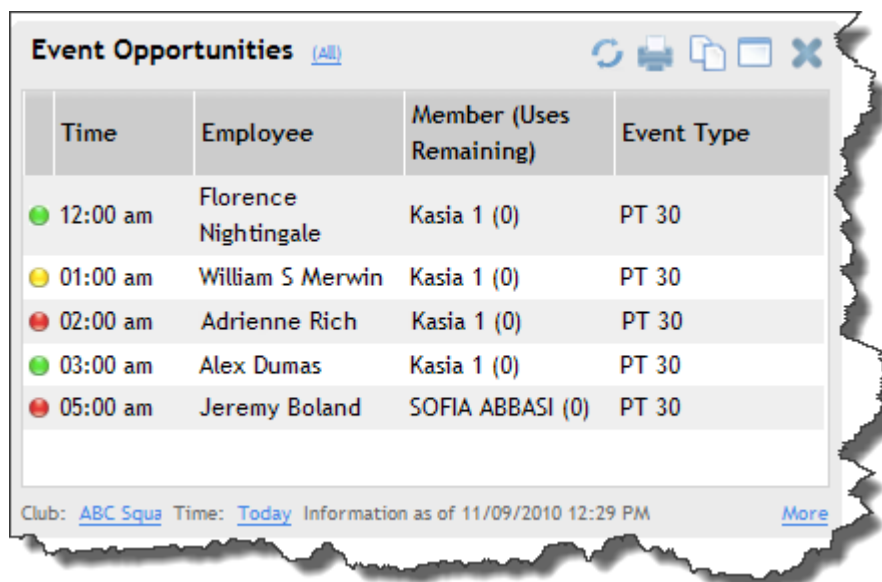 Event Opportunities (All)
Time Employee Member (Uses Remaining) Event Type
12:00 am Florence Nightingale Kasia 1 (0) PT 30
01:00 am William S Merwin Kasia 1 (0) PT 30
02:00 am Adrienne Rich Kasia 1 (0) PT 30
03:00 am Alex Dumas Kasia 1 (0) PT 30
05:00 am Jeremy Boland SOFIA ABBASI (0) PT 30
Club: ABC Squa Time: Today Information as of 11/09/2010 12:29 PM More